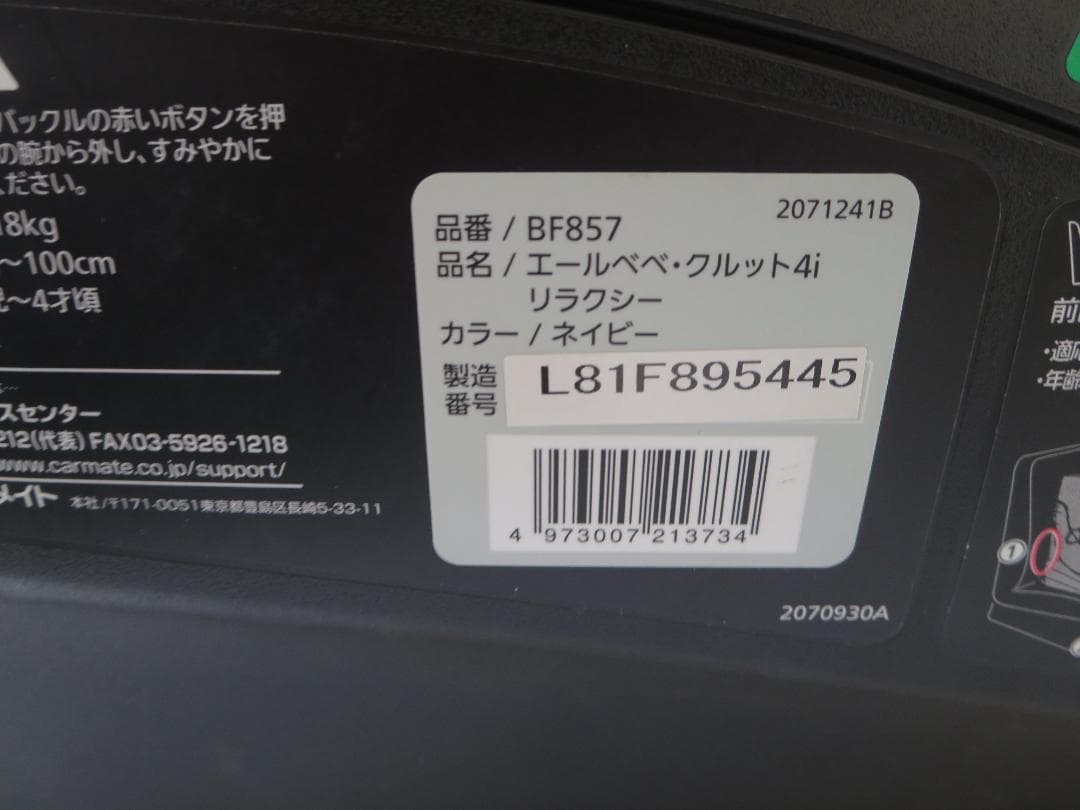 バックルの赤いボタンを押
の腕から外し、すみやかに
ください。
18kg
～100cm
～4才頃
スセンター
212(代表) FAX03-5926-1218
www.carmate.co.jp/support/
メイト 本社/〒171-0051東京都豊島区長崎5-33-11
2071241B
品番 / BF857
品名 / エールベベ・クルット4i
リラクシー
カラー / ネイビー
製造番号 L81F895445
4 973007 213734
2070930A
前
・適応
・年齢
1